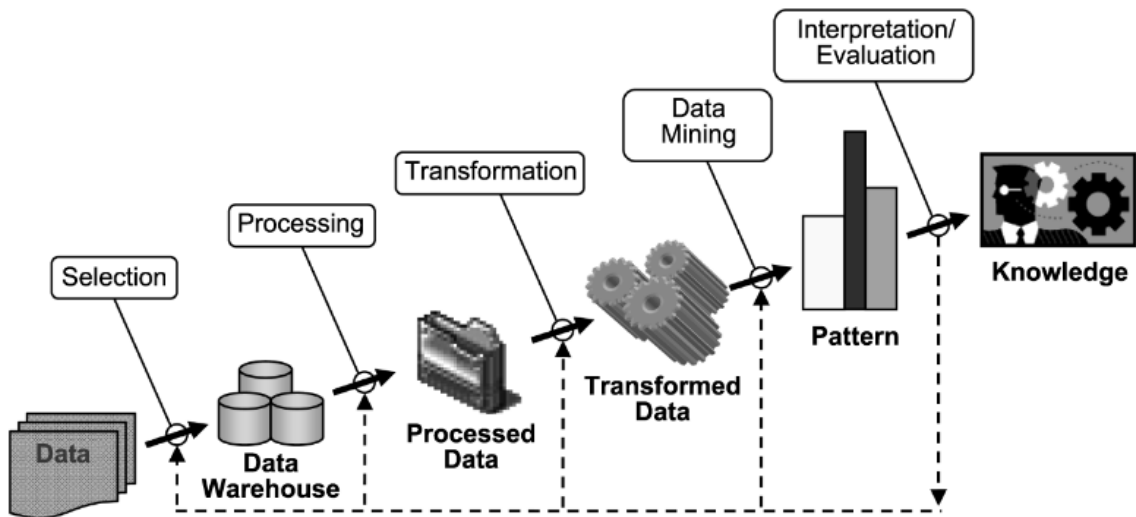 Interpretation/
Evaluation
Data
Mining
Transformation
Processing
Selection
Knowledge
Pattern
Transformed
Data
Processed
Data
Data
Warehouse
Data